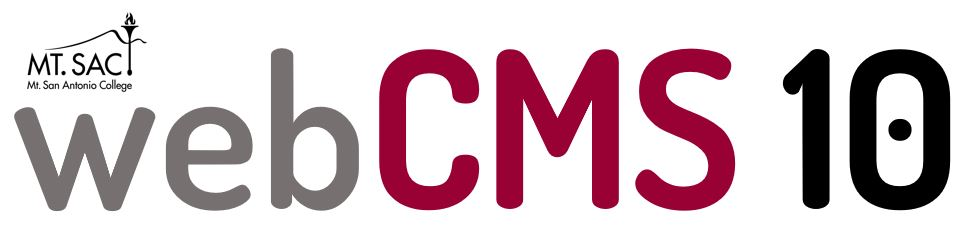 MT. SAC
Mt. San Antonio College
webCMS 10